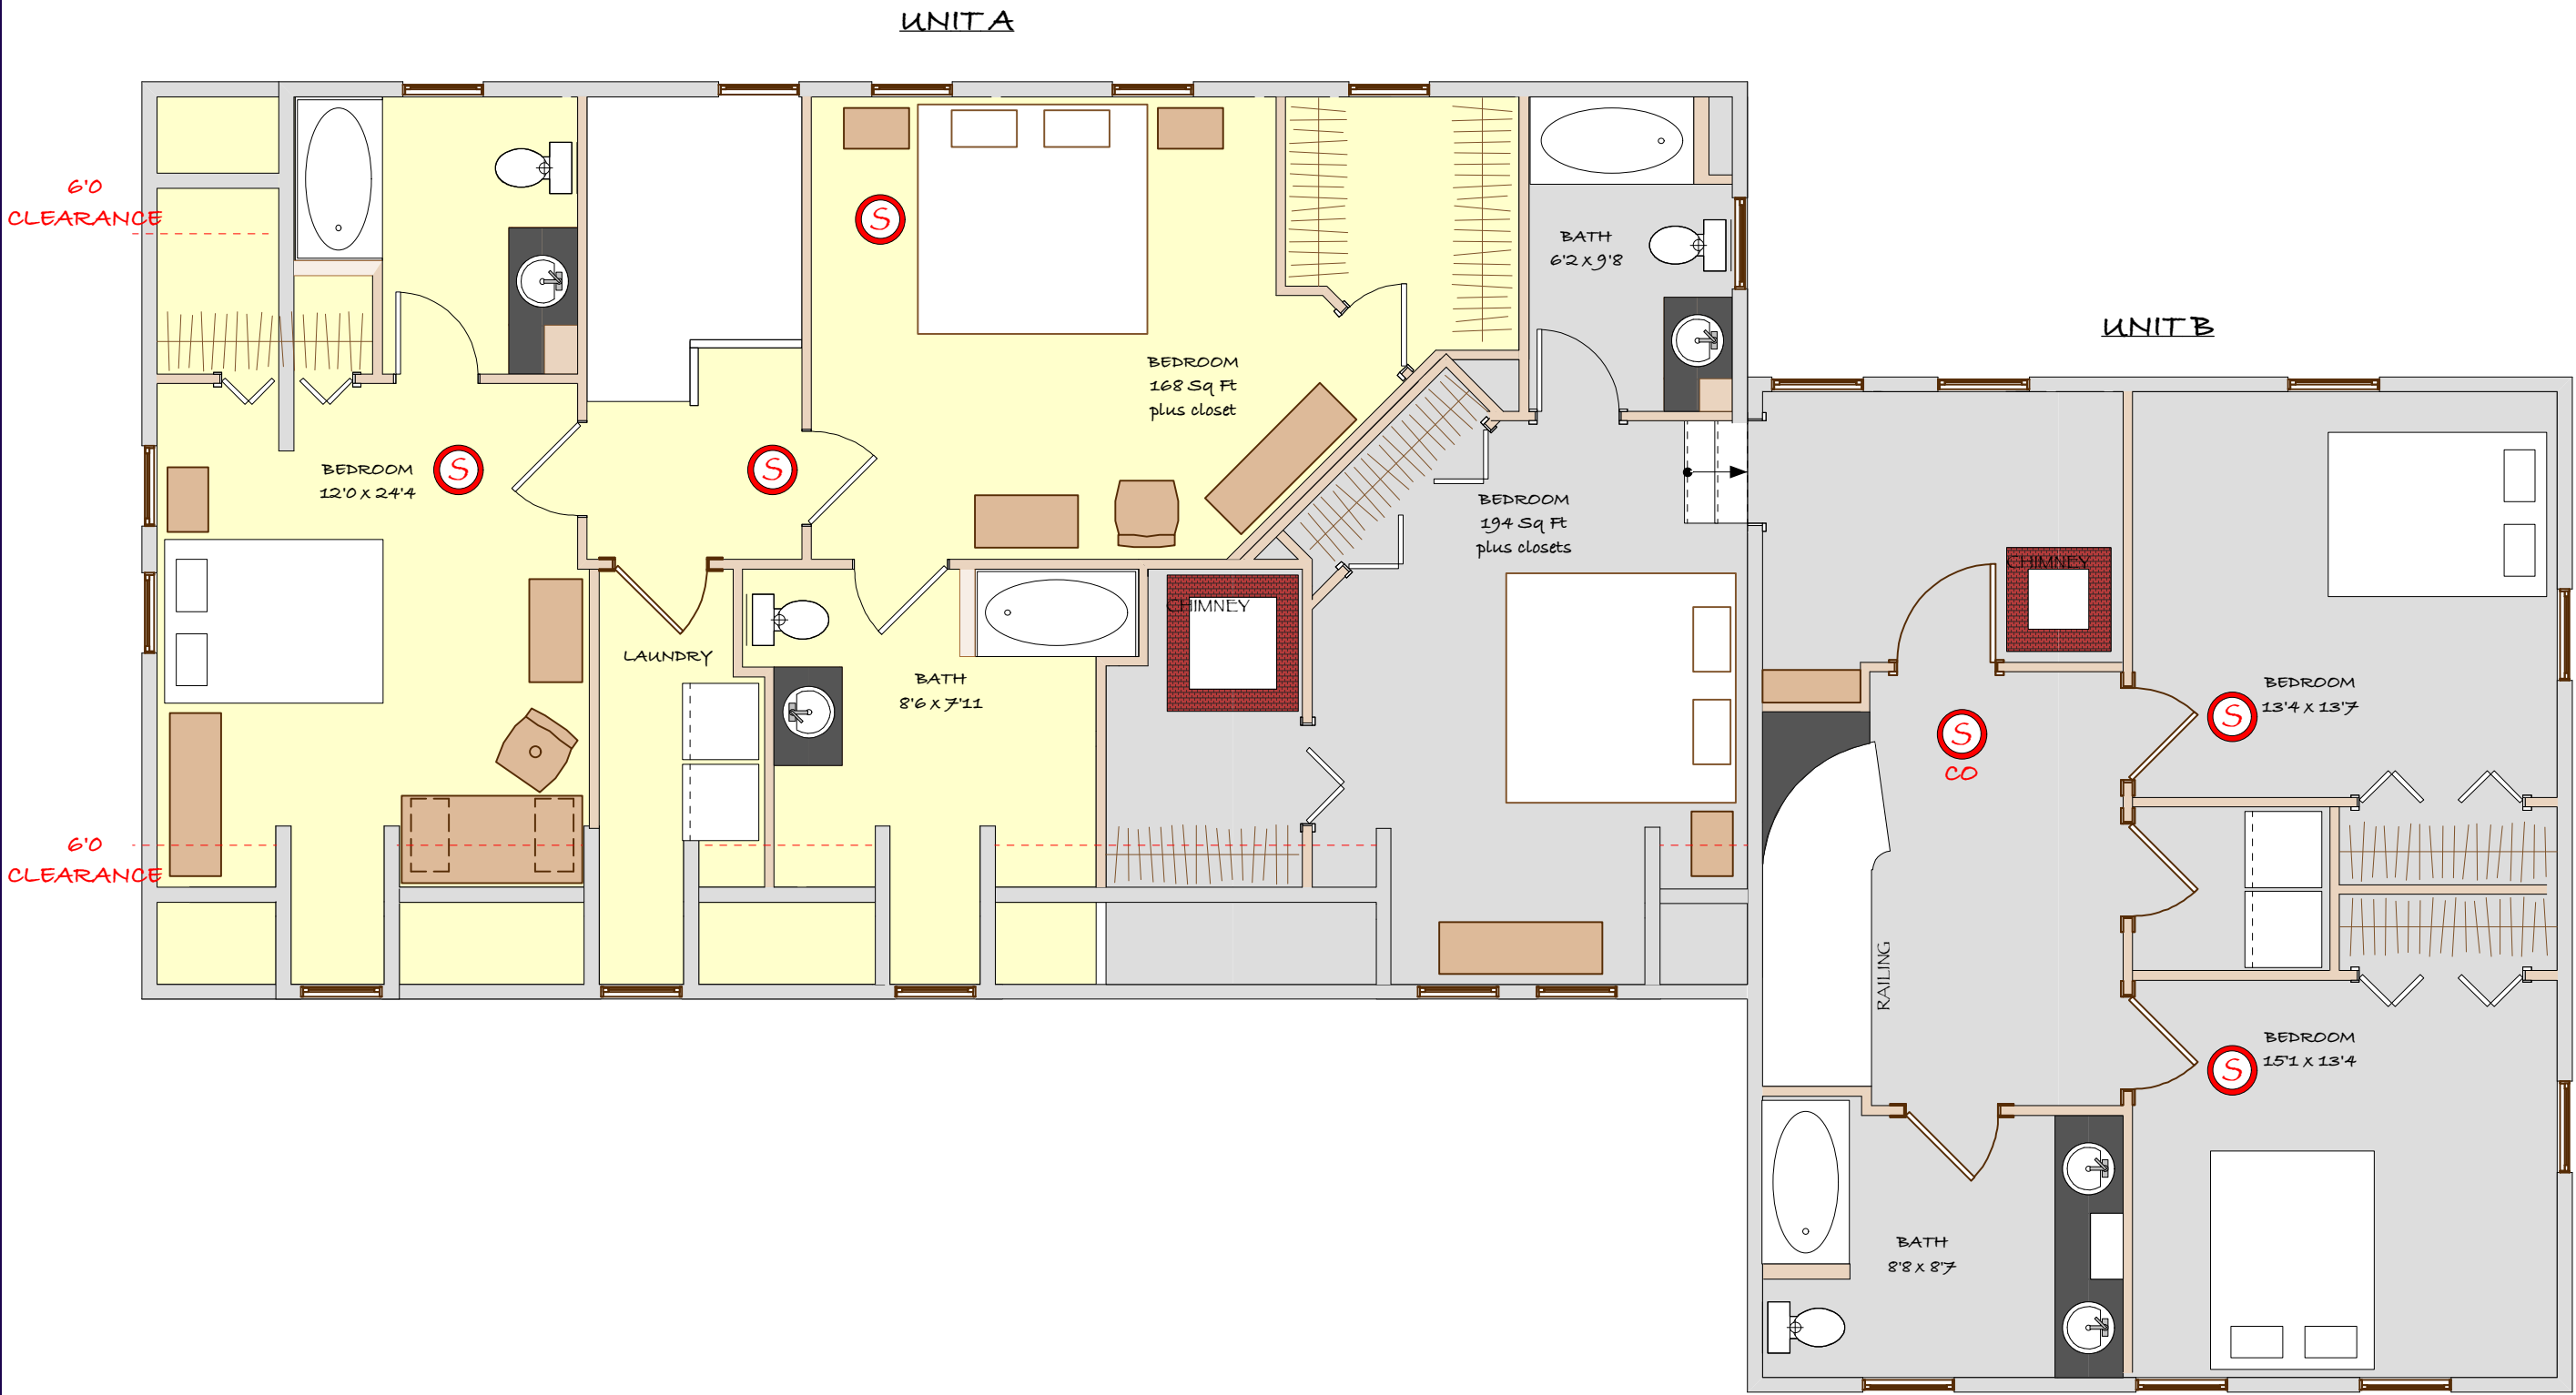 UNIT A
6'0
CLEARANCE
S
BATH
6'2 x 9'8
UNIT B
BEDROOM
168 Sq Ft
plus closet
BEDROOM
12'0 x 24'4
S
S
BEDROOM
194 Sq Ft
plus closets
CHIMNEY
CHIMNEY
LAUNDRY
BATH
8'6 x 7'11
BEDROOM
13'4 x 13'7
S
S
CO
6'0
CLEARANCE
RAILING
BEDROOM
15'1 x 13'4
S
BATH
8'8 x 8'7